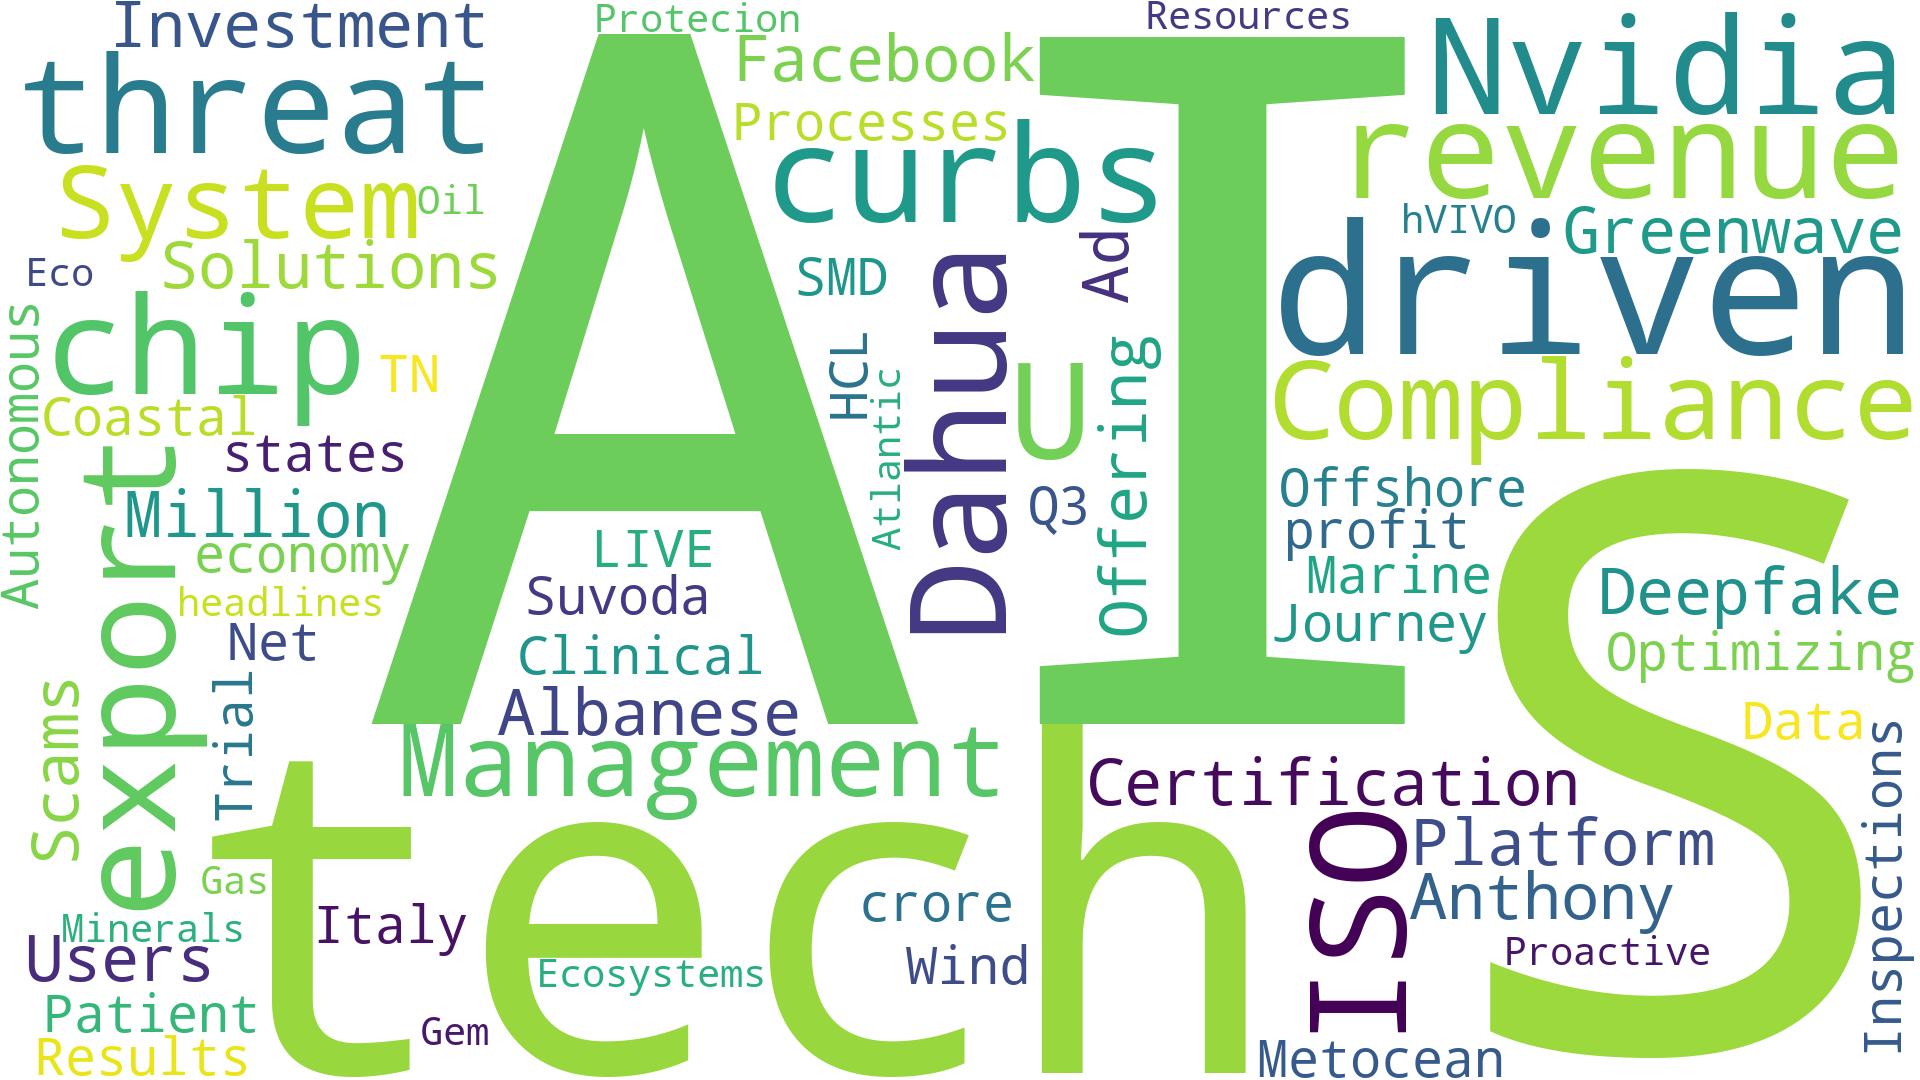 Investment
Protecion
Resources
threat
Facebook
Nvidia
Processes
AI
curbs
revenue
System
Oil
hVIVO
Greenwave
Solutions
Eco
SMD
Dahua
Ad
driven
Autonomous
chip
TN
HCL
Atlantic
U
Offering
Compliance
Coastal
states
export
Million
Q3
Offshore
profit
economy
LIVE
Marine
headlines
Suvoda
Deepfake
Journey
Net
Clinical
Optimizing
S
Scams
Trial
Albanese
Data
Management
Inspections
tech
Certification
ISO
Platform
Gas
Italy
crore
Anthony
Minerals
Users
Ecosystems
Wind
Proactive
Patient
Gem
Results
Metocean